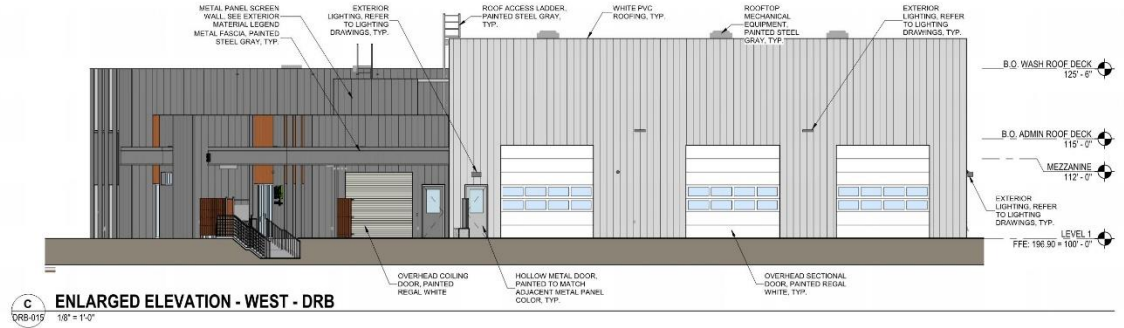 METAL PANEL SCREEN
WALL, SEE EXTERIOR
MATERIAL LEGEND
METAL FASCIA, PAINTED
STEEL GRAY, TYP.
EXTERIOR
LIGHTING, REFER
TO LIGHTING
DRAWINGS, TYP.
ROOF ACCESS LADDER,
PAINTED STEEL GRAY,
TYP.
WHITE PVC
ROOFING, TYP.
ROOFTOP
MECHANICAL
EQUIPMENT,
PAINTED STEEL
GRAY, TYP.
EXTERIOR
LIGHTING, REFER
TO LIGHTING
DRAWINGS, TYP.
B.O. WASH ROOF DECK
125' - 6"
B.O. ADMIN ROOF DECK
115' - 0"
MEZZANINE
112' - 0"
EXTERIOR
LIGHTING, REFER
TO LIGHTING
DRAWINGS, TYP.
LEVEL 1
FFE: 196.90 = 100' - 0"
OVERHEAD COILING
DOOR, PAINTED
REGAL WHITE
HOLLOW METAL DOOR,
PAINTED TO MATCH
ADJACENT METAL PANEL
COLOR, TYP.
OVERHEAD SECTIONAL
DOOR, PAINTED REGAL
WHITE, TYP.
C
DRB-015
ENLARGED ELEVATION - WEST - DRB
1/8" = 1'-0"